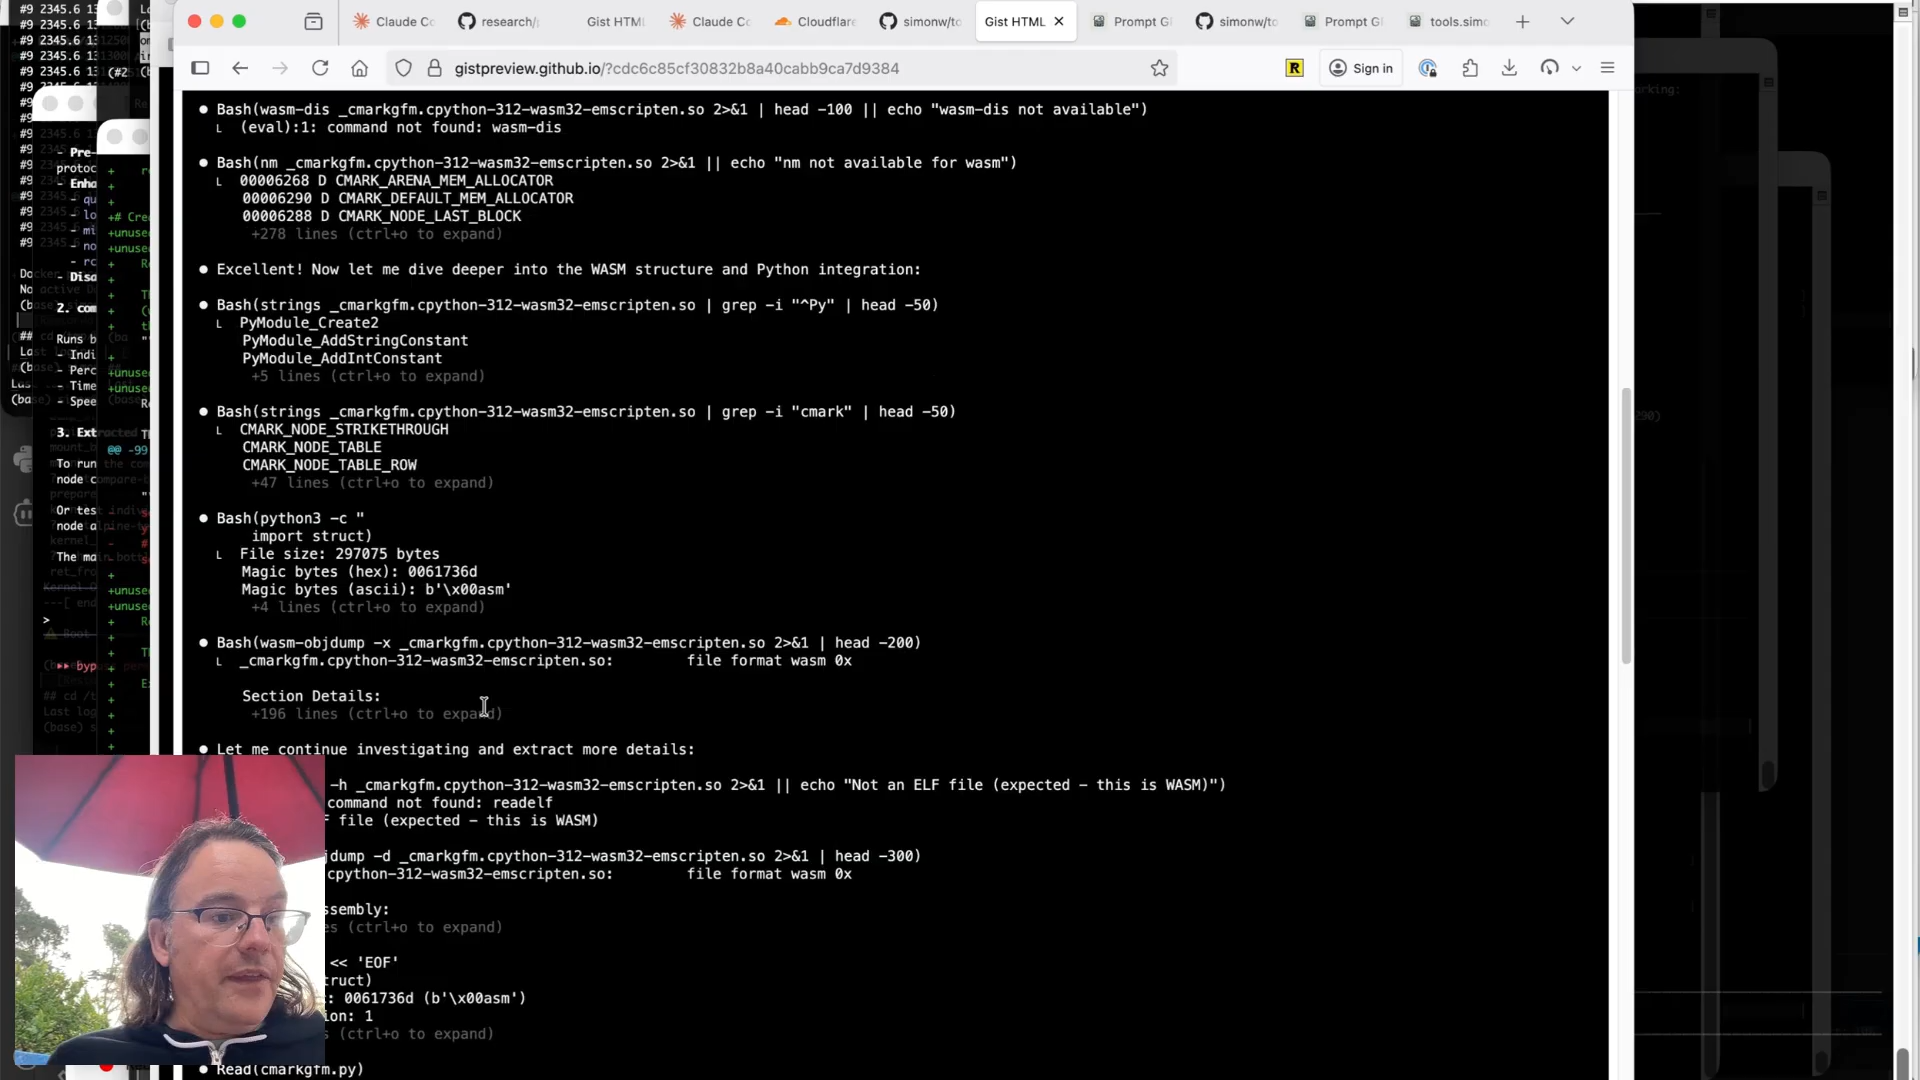 Claude Co
research/
Gist HTML
Claude Co
Cloudflare
simonw/to
Gist HTML
Prompt G
simonw/to
Prompt G
tools.simo
gistpreview.github.io/?cdc6c85cf30832b8a40cabb9ca7d9384
R
Sign in
● Bash(wasm-dis _cmarkgfm.cpython-312-wasm32-emscripten.so 2>&1 | head -100 || echo "wasm-dis not available")
└ (eval):1: command not found: wasm-dis
● Bash(nm _cmarkgfm.cpython-312-wasm32-emscripten.so 2>&1 || echo "nm not available for wasm")
└ 00006268 D CMARK_ARENA_MEM_ALLOCATOR
00006290 D CMARK_DEFAULT_MEM_ALLOCATOR
00006288 D CMARK_NODE_LAST_BLOCK
+278 lines (ctrl+o to expand)
● Excellent! Now let me dive deeper into the WASM structure and Python integration:
● Bash(strings _cmarkgfm.cpython-312-wasm32-emscripten.so | grep -i "^Py" | head -50)
└ PyModule_Create2
PyModule_AddStringConstant
PyModule_AddIntConstant
+5 lines (ctrl+o to expand)
● Bash(strings _cmarkgfm.cpython-312-wasm32-emscripten.so | grep -i "cmark" | head -50)
└ CMARK_NODE_STRIKETHROUGH
CMARK_NODE_TABLE
CMARK_NODE_TABLE_ROW
+47 lines (ctrl+o to expand)
● Bash(python3 -c "
import struct)
└ File size: 297075 bytes
Magic bytes (hex): 0061736d
Magic bytes (ascii): b'\x00asm'
+4 lines (ctrl+o to expand)
● Bash(wasm-objdump -x _cmarkgfm.cpython-312-wasm32-emscripten.so 2>&1 | head -200)
└ _cmarkgfm.cpython-312-wasm32-emscripten.so: file format wasm 0x
Section Details:
+196 lines (ctrl+o to expand)
● Let me continue investigating and extract more details:
-h _cmarkgfm.cpython-312-wasm32-emscripten.so 2>&1 || echo "Not an ELF file (expected – this is WASM)")
command not found: readelf
F file (expected – this is WASM)
jdump -d _cmarkgfm.cpython-312-wasm32-emscripten.so 2>&1 | head -300)
cpython-312-wasm32-emscripten.so: file format wasm 0x
ssembly:
es (ctrl+o to expand)
<< 'EOF'
truct)
: 0061736d (b'\x00asm')
ion: 1
s (ctrl+o to expand)
● Read(cmarkgfm.py)